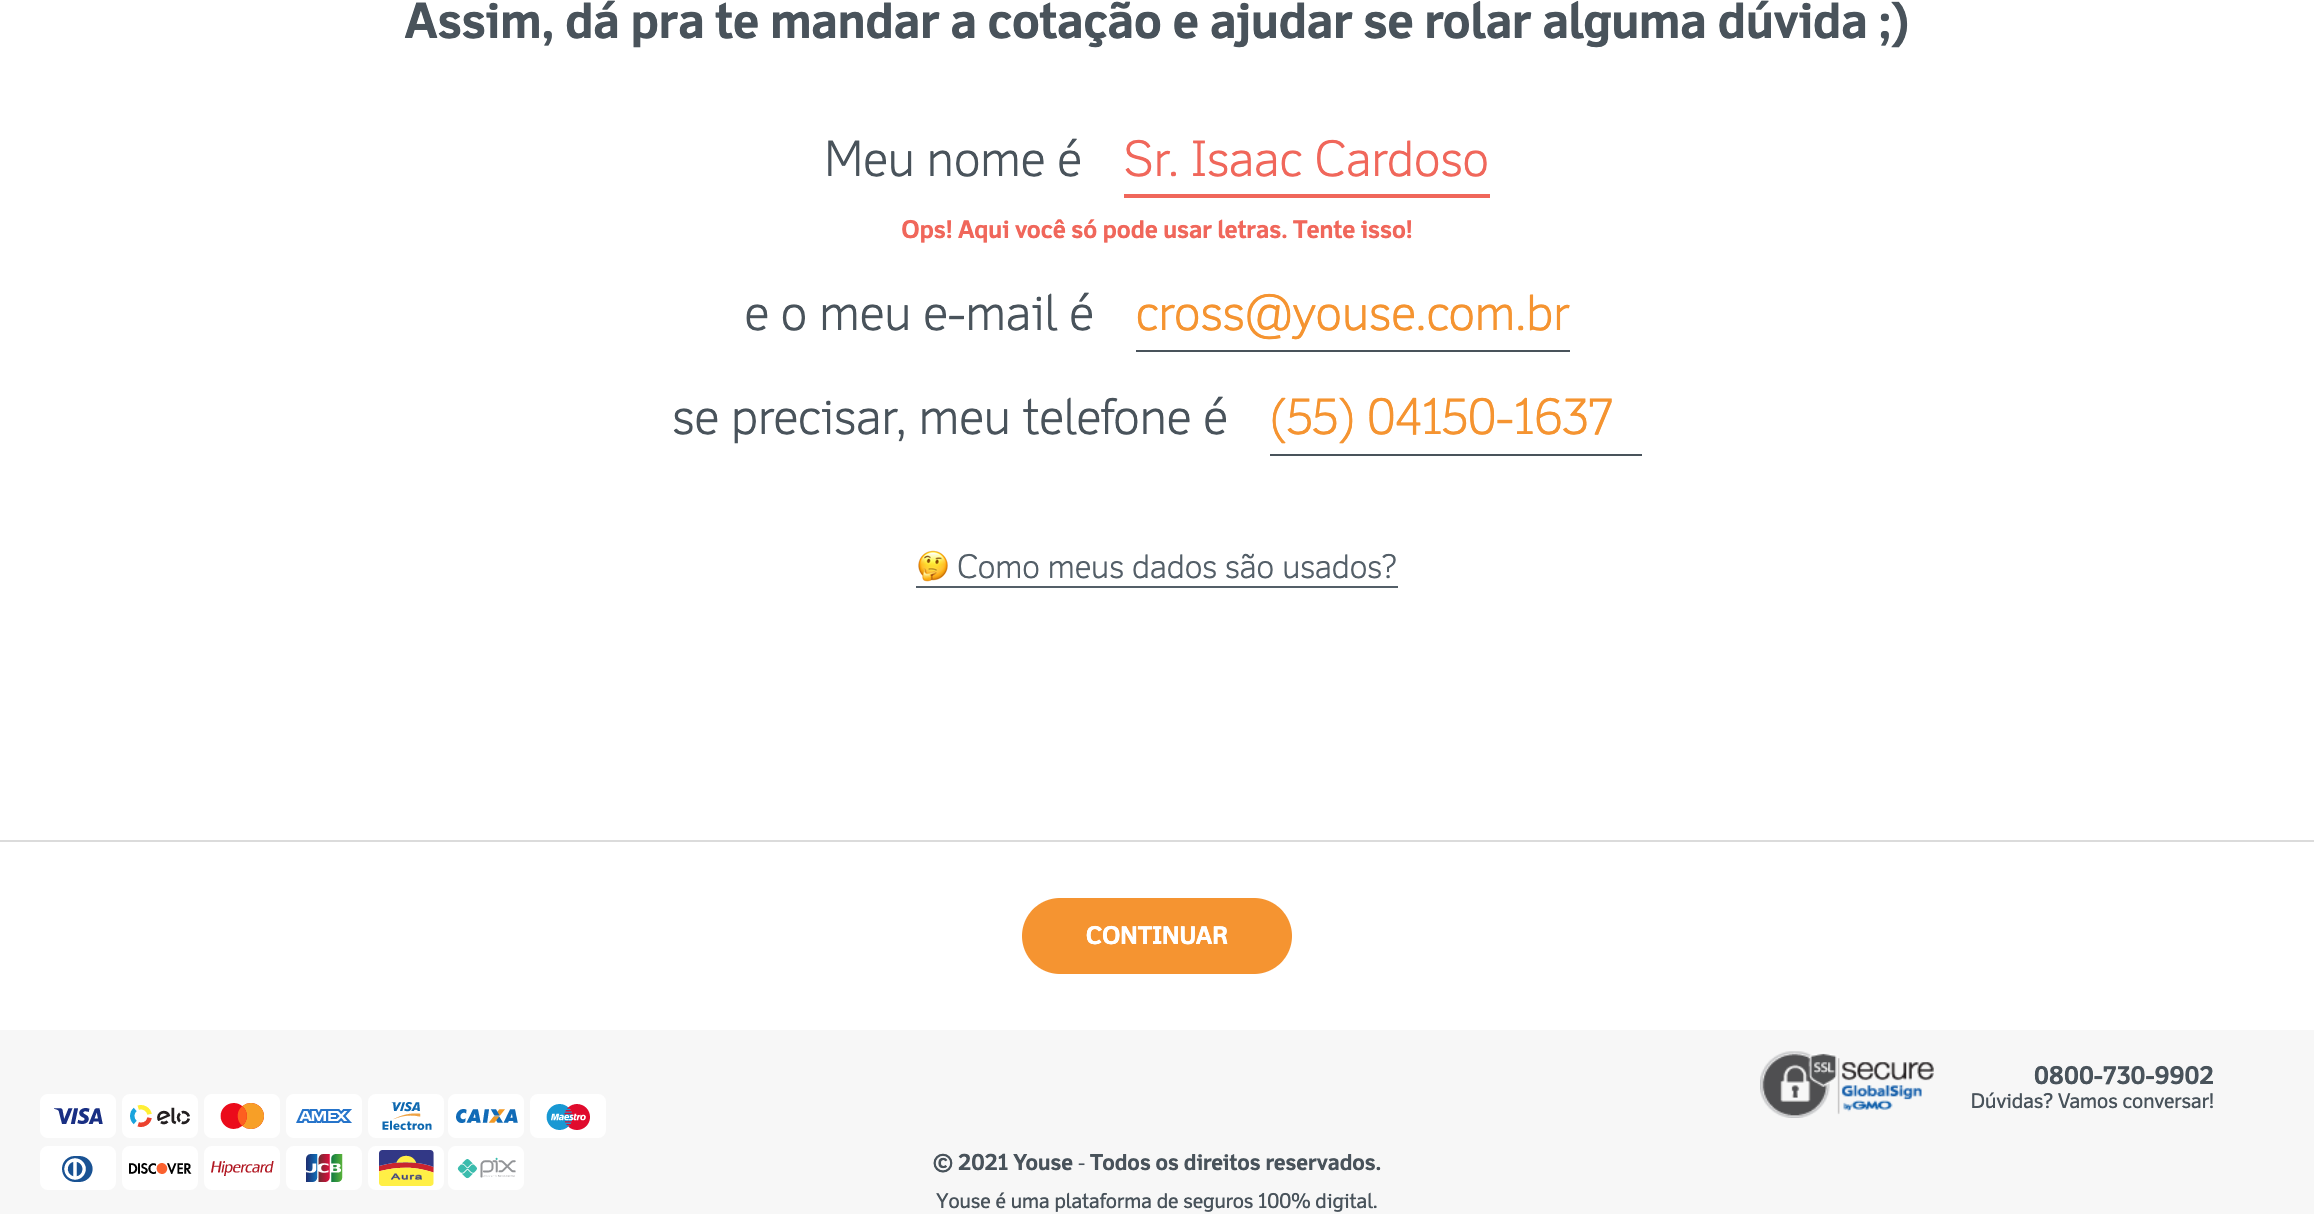 Assim, dá pra te mandar a cotação e ajudar se rolar alguma dúvida ;)
Meu nome é Sr. Isaac Cardoso
Ops! Aqui você só pode usar letras. Tente isso!
e o meu e-mail é cross@youse.com.br
se precisar, meu telefone é (55) 04150-1637
🤔 Como meus dados são usados?
CONTINUAR
VISA elo AMEX VISA Electron CAIXA Maestro
DISCOVER Hipercard JCB Aura pix
© 2021 Youse - Todos os direitos reservados.
Youse é uma plataforma de seguros 100% digital.
SSL secure
GlobalSign
by GMO
0800-730-9902
Dúvidas? Vamos conversar!